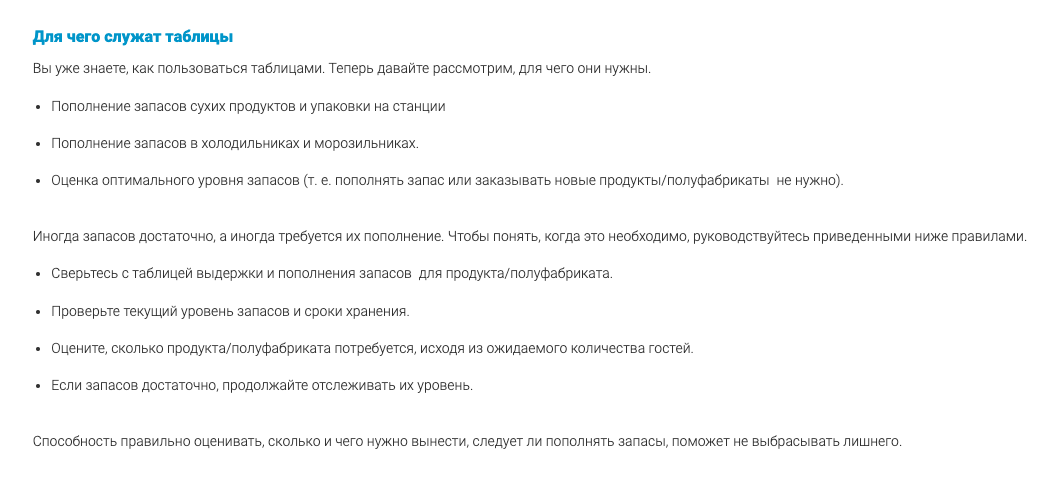 Для чего служат таблицы
Вы уже знаете, как пользоваться таблицами. Теперь давайте рассмотрим, для чего они нужны.
• Пополнение запасов сухих продуктов и упаковки на станции
• Пополнение запасов в холодильниках и морозильниках.
• Оценка оптимального уровня запасов (т. е. пополнять запас или заказывать новые продукты/полуфабрикаты  не нужно).
Иногда запасов достаточно, а иногда требуется их пополнение. Чтобы понять, когда это необходимо, руководствуйтесь приведенными ниже правилами.
• Сверьтесь с таблицей выдержки и пополнения запасов  для продукта/полуфабриката.
• Проверьте текущий уровень запасов и сроки хранения.
• Оцените, сколько продукта/полуфабриката потребуется, исходя из ожидаемого количества гостей.
• Если запасов достаточно, продолжайте отслеживать их уровень.
Способность правильно оценивать, сколько и чего нужно вынести, следует ли пополнять запасы, поможет не выбрасывать лишнего.